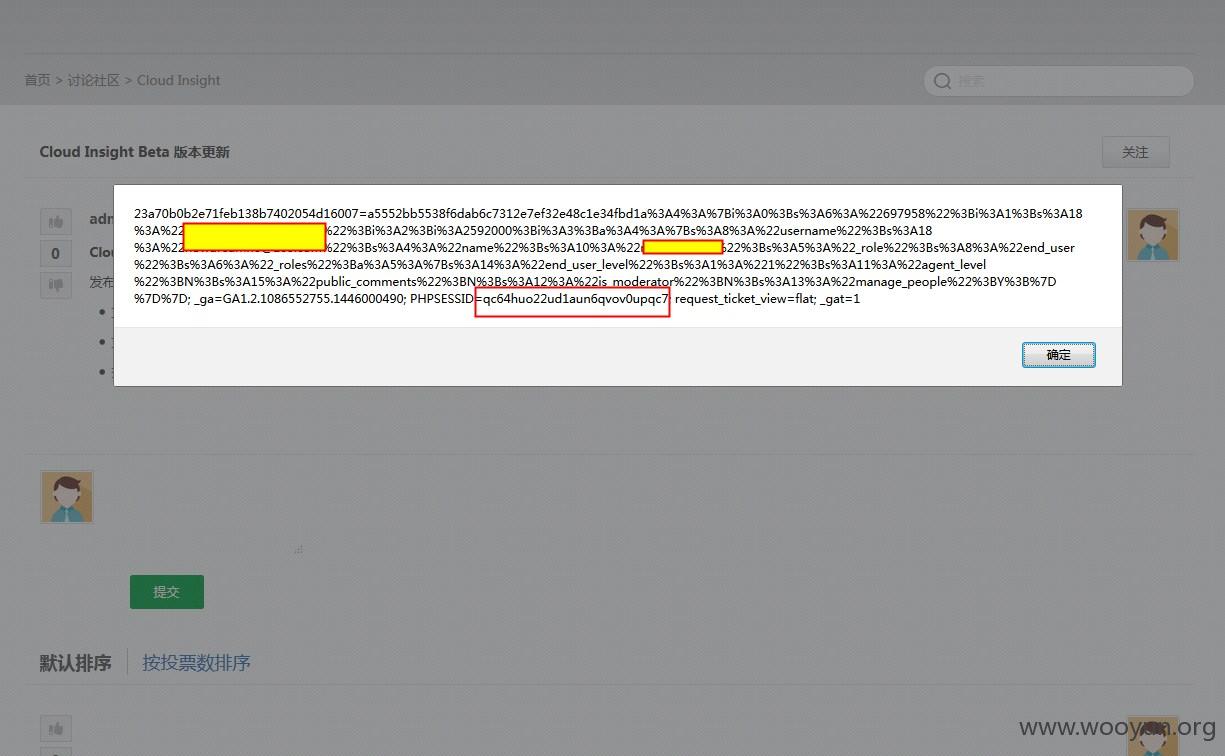 首页 > 讨论社区 > Cloud Insight
搜索
Cloud Insight Beta 版本更新
关注
23a70b0b2e71feb138b7402054d16007=a5552bb5538f6dab6c7312e7ef32e48c1e34fbd1a%3A4%3A%7Bi%3A0%3Bs%3A6%3A%22697958%22%3Bi%3A1%3Bs%3A18
%3A%22 %22%3Bi%3A2%3Bi%3A2592000%3Bi%3A3%3Ba%3A4%3A%7Bs%3A8%3A%22username%22%3Bs%3A18
%3A%22 %22%3Bs%3A4%3A%22name%22%3Bs%3A10%3A%22 %22%3Bs%3A5%3A%22_role%22%3Bs%3A8%3A%22end_user
%22%3Bs%3A6%3A%22_roles%22%3Ba%3A5%3A%7Bs%3A14%3A%22end_user_level%22%3Bs%3A1%3A%221%22%3Bs%3A11%3A%22agent_level
%22%3BN%3Bs%3A15%3A%22public_comments%22%3BN%3Bs%3A12%3A%22is_moderator%22%3BN%3Bs%3A13%3A%22manage_people%22%3BY%3B%7D
%7D%7D; _ga=GA1.2.1086552755.1446000490; PHPSESSID=qc64huo22ud1aun6qvov0upqc7; request_ticket_view=flat; _gat=1
确定
adm
0
Clou
发布
提交
默认排序
按投票数排序
www.wooyun.org